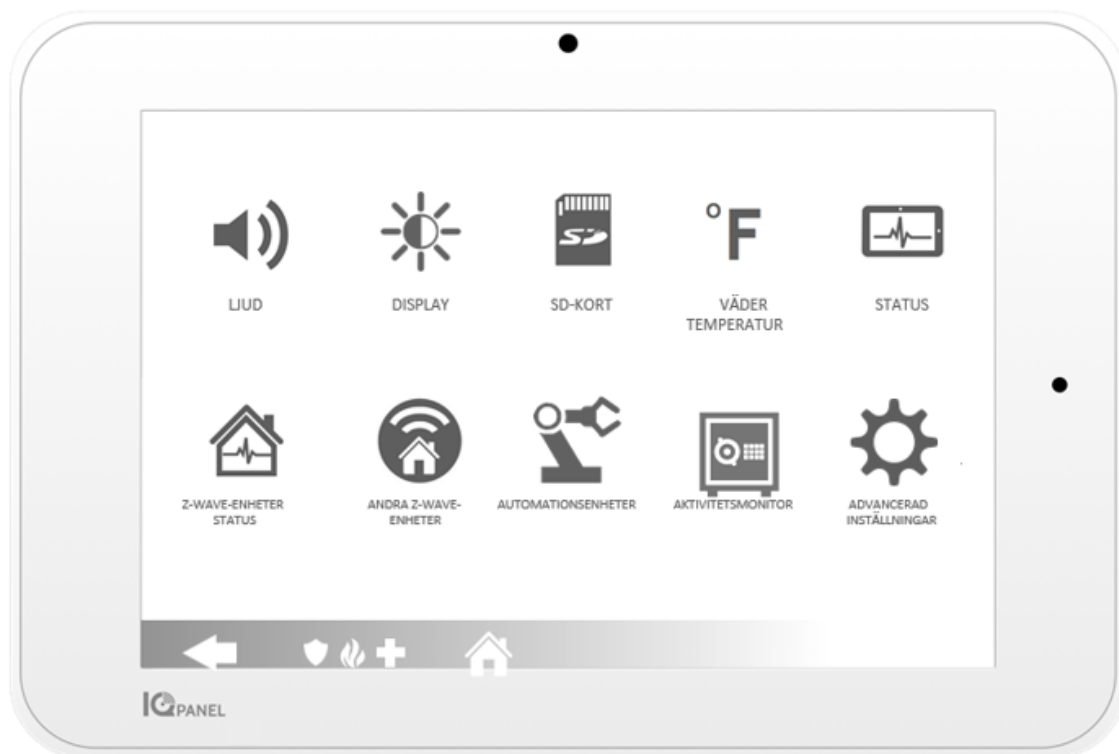 °F
SD
LJUD
DISPLAY
SD-KORT
VÄDER
TEMPERATUR
STATUS
Z-WAVE-ENHETER
STATUS
ANDRA Z-WAVE-
ENHETER
AUTOMATIONSENHETER
AKTIVITETSMONITOR
ADVANCERAD
INSTÄLLNINGAR
IQ PANEL